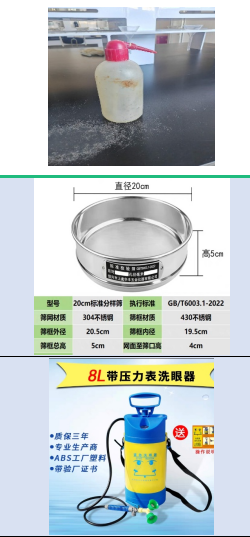 直径20cm
高5cm
型号 20cm标准分样筛 执行标准 GB/T6003.1-2022
筛网材质 304不锈钢 筛框材质 430不锈钢
筛框外径 20.5cm 筛框内径 19.5cm
筛框总高 5cm 网面至筛口高 4cm
8L带压力表洗眼器
送
•质保三年
•专业生产商
•ABS工厂塑料
•带验厂证书